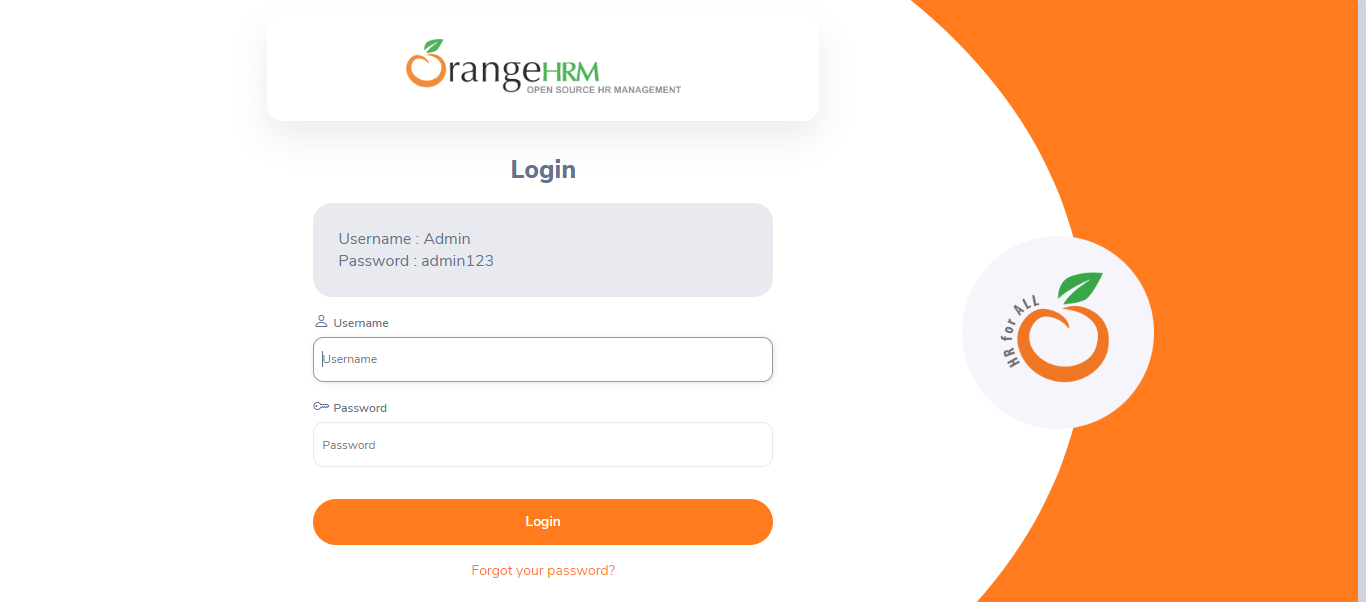 OrangeHRM
OPEN SOURCE HR MANAGEMENT
Login
Username : Admin
Password : admin123
Username
Username
Password
Password
Login
Forgot your password?
HR for ALL